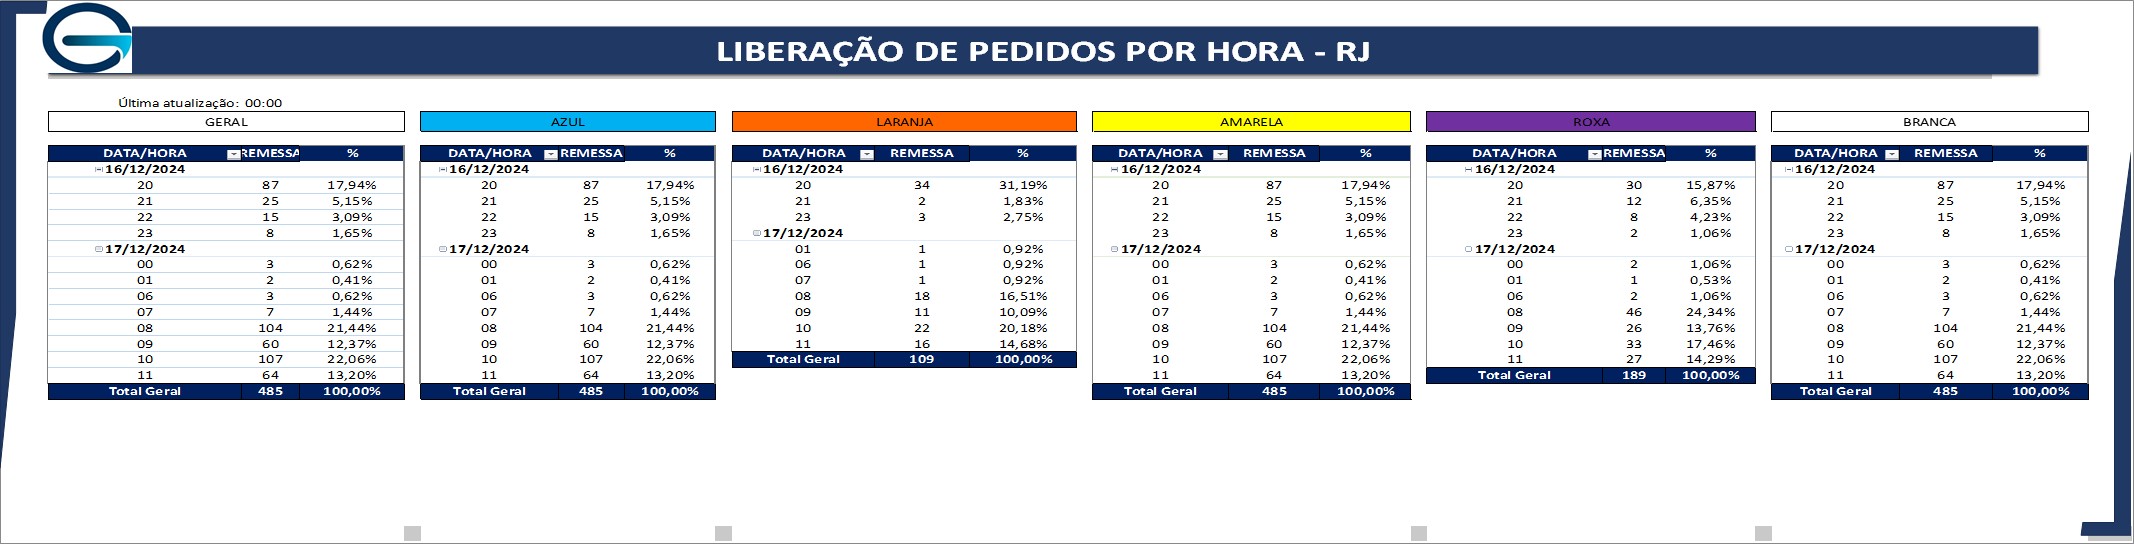 LIBERAÇÃO DE PEDIDOS POR HORA - RJ
Última atualização: 00:00
GERAL
DATA/HORA REMESSA %
16/12/2024
20 87 17,94%
21 25 5,15%
22 15 3,09%
23 8 1,65%
17/12/2024
00 3 0,62%
01 2 0,41%
06 3 0,62%
07 7 1,44%
08 104 21,44%
09 60 12,37%
10 107 22,06%
11 64 13,20%
Total Geral 485 100,00%
AZUL
DATA/HORA REMESSA %
16/12/2024
20 87 17,94%
21 25 5,15%
22 15 3,09%
23 8 1,65%
17/12/2024
00 3 0,62%
01 2 0,41%
06 3 0,62%
07 7 1,44%
08 104 21,44%
09 60 12,37%
10 107 22,06%
11 64 13,20%
Total Geral 485 100,00%
LARANJA
DATA/HORA REMESSA %
16/12/2024
20 34 31,19%
21 2 1,83%
23 3 2,75%
17/12/2024
01 1 0,92%
06 1 0,92%
07 1 0,92%
08 18 16,51%
09 11 10,09%
10 22 20,18%
11 16 14,68%
Total Geral 109 100,00%
AMARELA
DATA/HORA REMESSA %
16/12/2024
20 87 17,94%
21 25 5,15%
22 15 3,09%
23 8 1,65%
17/12/2024
00 3 0,62%
01 2 0,41%
06 3 0,62%
07 7 1,44%
08 104 21,44%
09 60 12,37%
10 107 22,06%
11 64 13,20%
Total Geral 485 100,00%
ROXA
DATA/HORA REMESSA %
16/12/2024
20 30 15,87%
21 12 6,35%
22 8 4,23%
23 2 1,06%
17/12/2024
00 2 1,06%
01 1 0,53%
06 2 1,06%
08 46 24,34%
09 26 13,76%
10 33 17,46%
11 27 14,29%
Total Geral 189 100,00%
BRANCA
DATA/HORA REMESSA %
16/12/2024
20 87 17,94%
21 25 5,15%
22 15 3,09%
23 8 1,65%
17/12/2024
00 3 0,62%
01 2 0,41%
06 3 0,62%
07 7 1,44%
08 104 21,44%
09 60 12,37%
10 107 22,06%
11 64 13,20%
Total Geral 485 100,00%